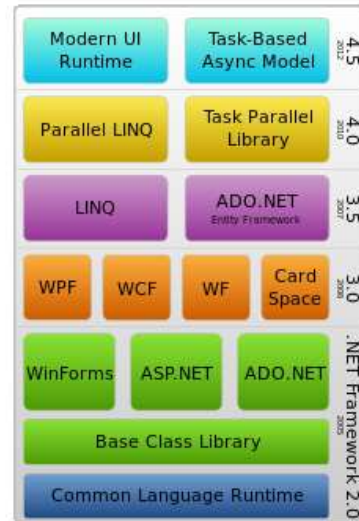 Modern UI
Runtime
Task-Based
Async Model
4.5
2012
Parallel LINQ
Task Parallel
Library
4.0
2010
LINQ
ADO.NET
Entity Framework
3.5
2007
WPF
WCF
WF
Card
Space
3.0
2006
WinForms
ASP.NET
ADO.NET
Base Class Library
Common Language Runtime
.NET Framework 2.0
2005